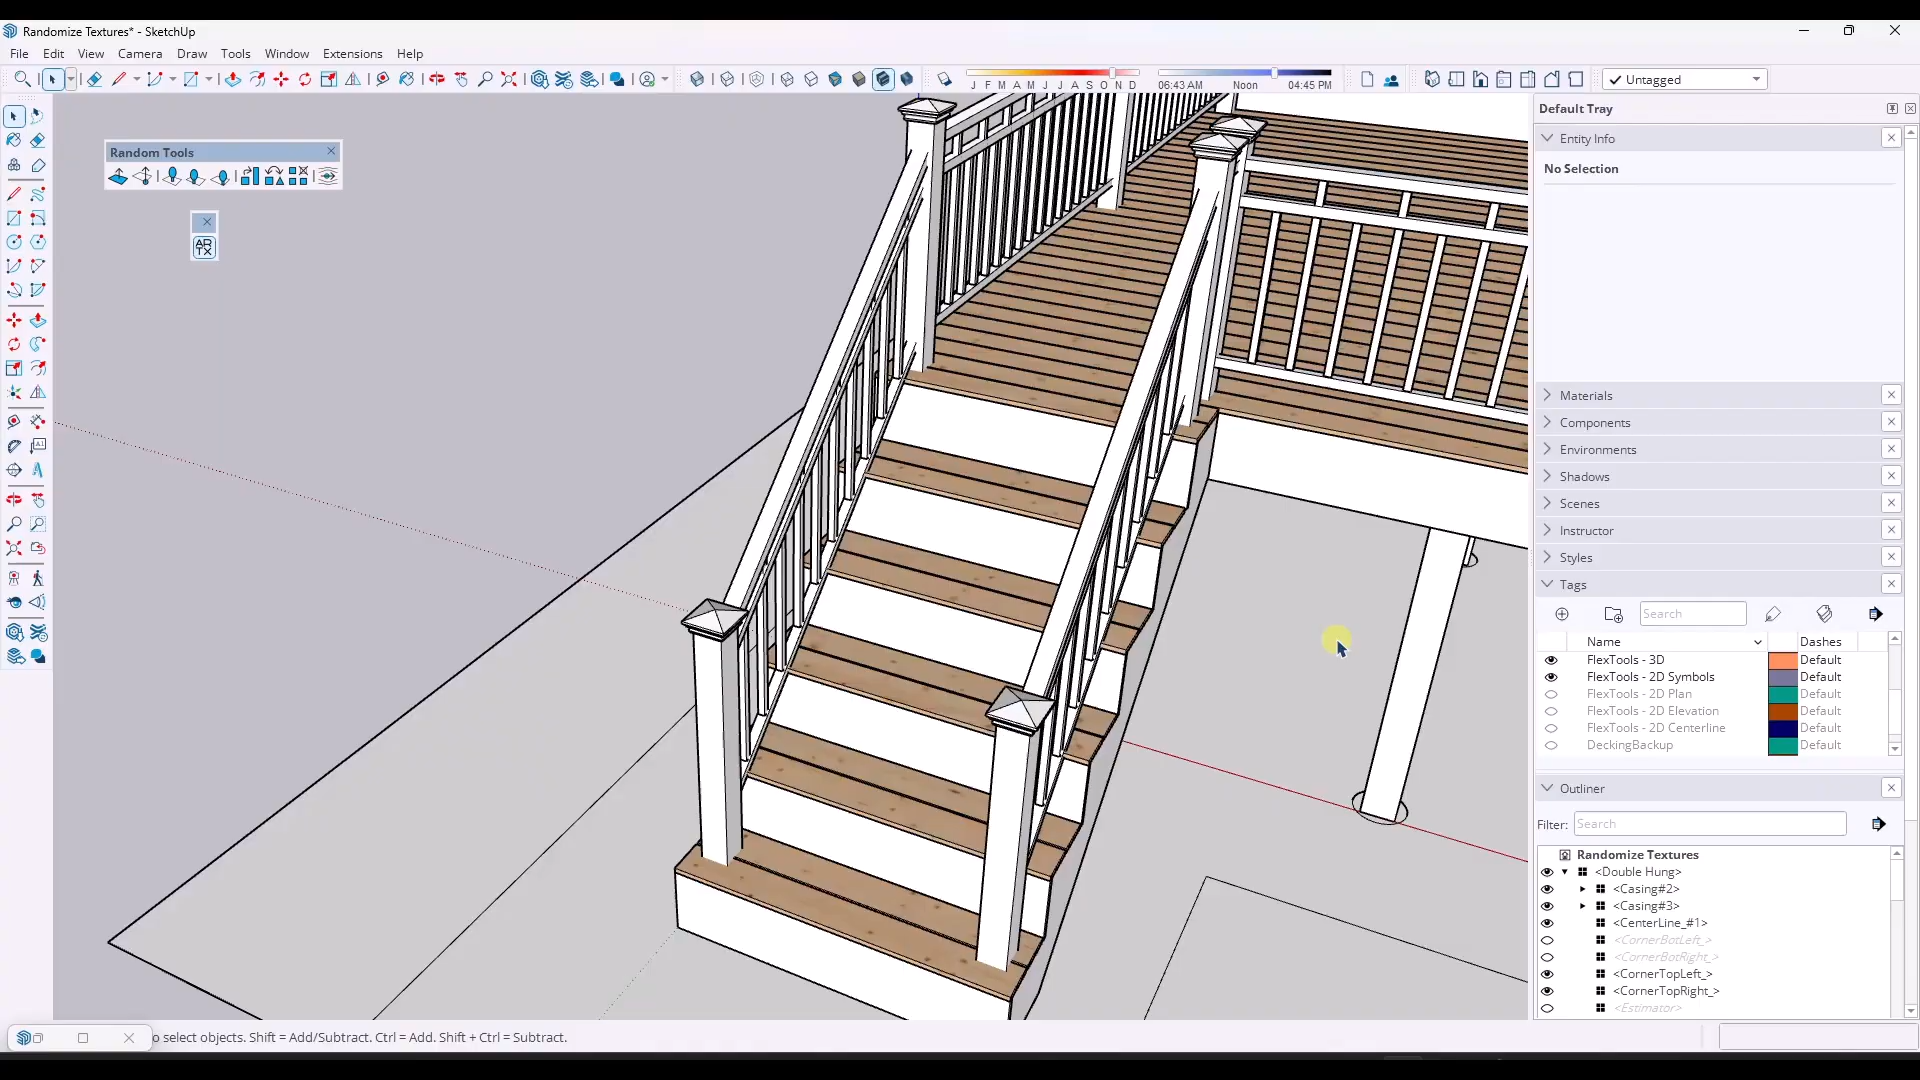 Randomize Textures* - SketchUp
File Edit View Camera Draw Tools Window Extensions Help
J F M A M J J A S O N D
06:43 AM Noon 04:45 PM
Untagged
Default Tray
Random Tools
Entity Info
No Selection
AR
TX
Materials
Components
Environments
Shadows
Scenes
Instructor
Styles
Tags
Search
Name Dashes
FlexTools - 3D Default
FlexTools - 2D Symbols Default
FlexTools - 2D Plan Default
FlexTools - 2D Elevation Default
FlexTools - 2D Centerline Default
DeckingBackup Default
Outliner
Filter: Search
Randomize Textures
<Double Hung>
<Casing#2>
<Casing#3>
<CenterLine_#1>
<CornerBotLeft_>
<CornerBotRight_>
<CornerTopLeft_>
<CornerTopRight_>
<Estimator>
o select objects. Shift = Add/Subtract. Ctrl = Add. Shift + Ctrl = Subtract.